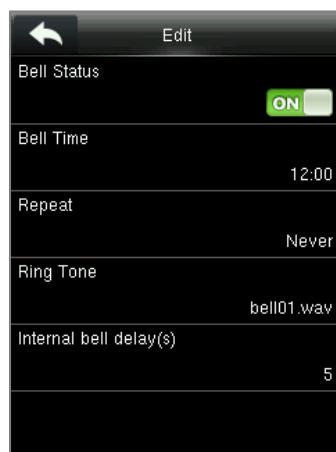 Edit
Bell Status
ON
Bell Time
12:00
Repeat
Never
Ring Tone
bell01.wav
Internal bell delay(s)
5